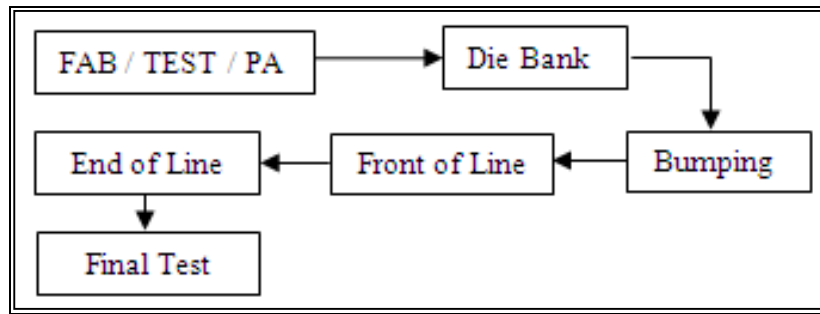 FAB / TEST / PA
Die Bank
Bumping
Front of Line
End of Line
Final Test